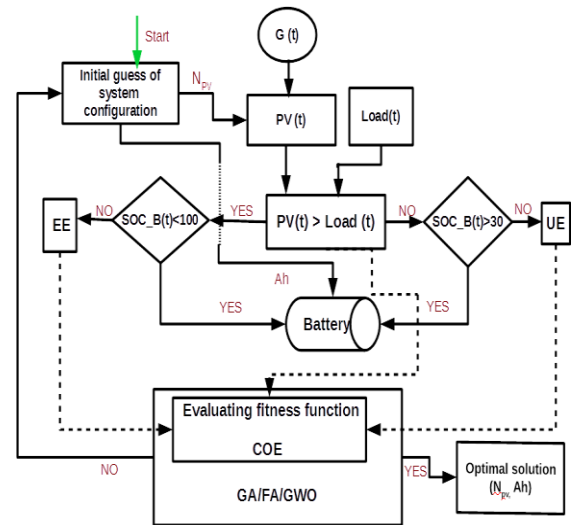 Start
G (t)
Initial guess of
system
configuration
N_PV
PV (t)
Load(t)
NO
SOC_B(t)<100
YES
PV(t) > Load (t)
NO
SOC_B(t)>30
NO
EE
UE
Ah
YES
Battery
YES
Evaluating fitness function
COE
NO
GA/FA/GWO
YES
Optimal solution
(N_pv, Ah)